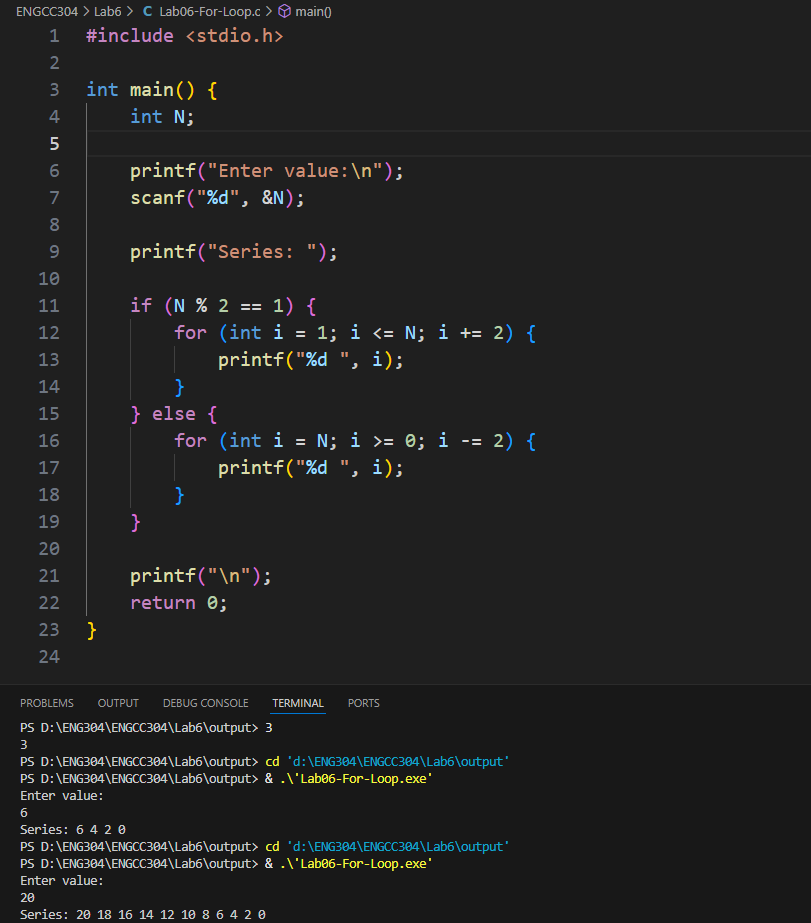 ENGCC304 > Lab6 > C Lab06-For-Loop.c > main()
1 #include <stdio.h>
2
3 int main() {
4     int N;
5
6     printf("Enter value:\n");
7     scanf("%d", &N);
8
9     printf("Series: ");
10
11     if (N % 2 == 1) {
12         for (int i = 1; i <= N; i += 2) {
13             printf("%d ", i);
14         }
15     } else {
16         for (int i = N; i >= 0; i -= 2) {
17             printf("%d ", i);
18         }
19     }
20
21     printf("\n");
22     return 0;
23 }
24
PROBLEMS OUTPUT DEBUG CONSOLE TERMINAL PORTS
PS D:\ENG304\ENGCC304\Lab6\output> 3
3
PS D:\ENG304\ENGCC304\Lab6\output> cd 'd:\ENG304\ENGCC304\Lab6\output'
PS D:\ENG304\ENGCC304\Lab6\output> & .\'Lab06-For-Loop.exe'
Enter value:
6
Series: 6 4 2 0
PS D:\ENG304\ENGCC304\Lab6\output> cd 'd:\ENG304\ENGCC304\Lab6\output'
PS D:\ENG304\ENGCC304\Lab6\output> & .\'Lab06-For-Loop.exe'
Enter value:
20
Series: 20 18 16 14 12 10 8 6 4 2 0